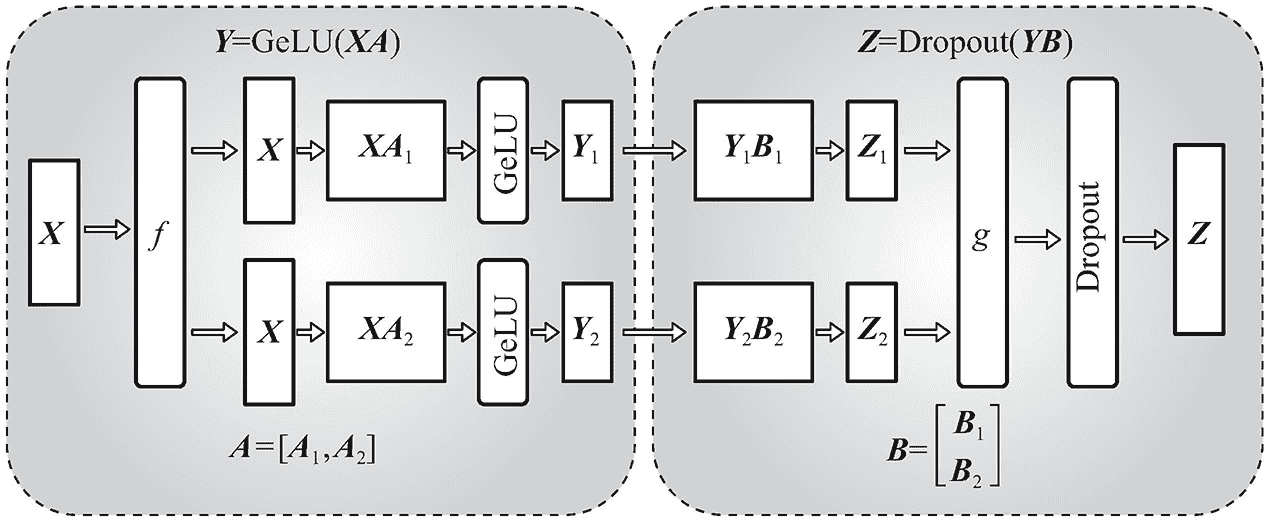 Y=GeLU(XA)
X
f
X
XA₁
GeLU
Y₁
X
XA₂
GeLU
Y₂
A=[A₁,A₂]
Z=Dropout(YB)
Y₁B₁
Z₁
Y₂B₂
Z₂
g
Dropout
Z
B=[B₁
B₂]